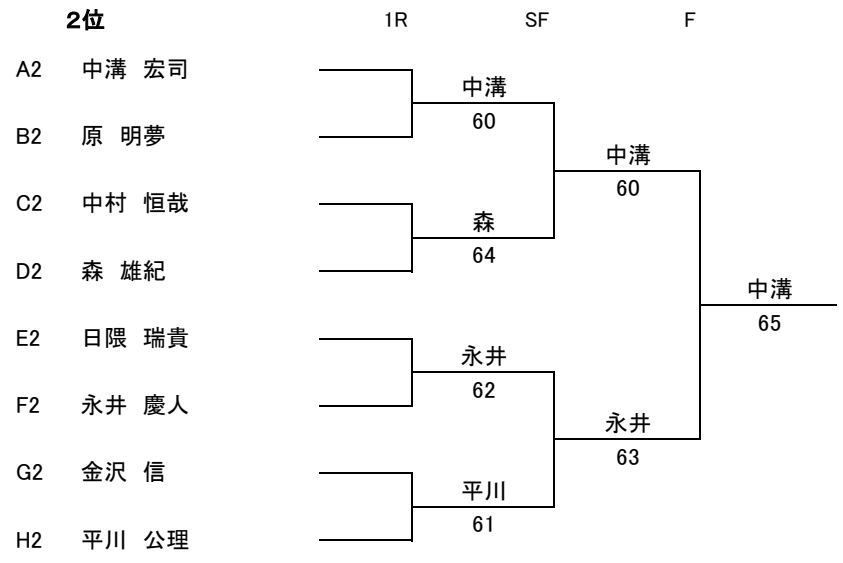 ２位 1R SF F
A2 中溝 宏司
中溝
60
B2 原 明夢
中溝
60
C2 中村 恒哉
森
64
D2 森 雄紀
中溝
65
E2 日隈 瑞貴
永井
62
F2 永井 慶人
永井
63
G2 金沢 信
平川
61
H2 平川 公理